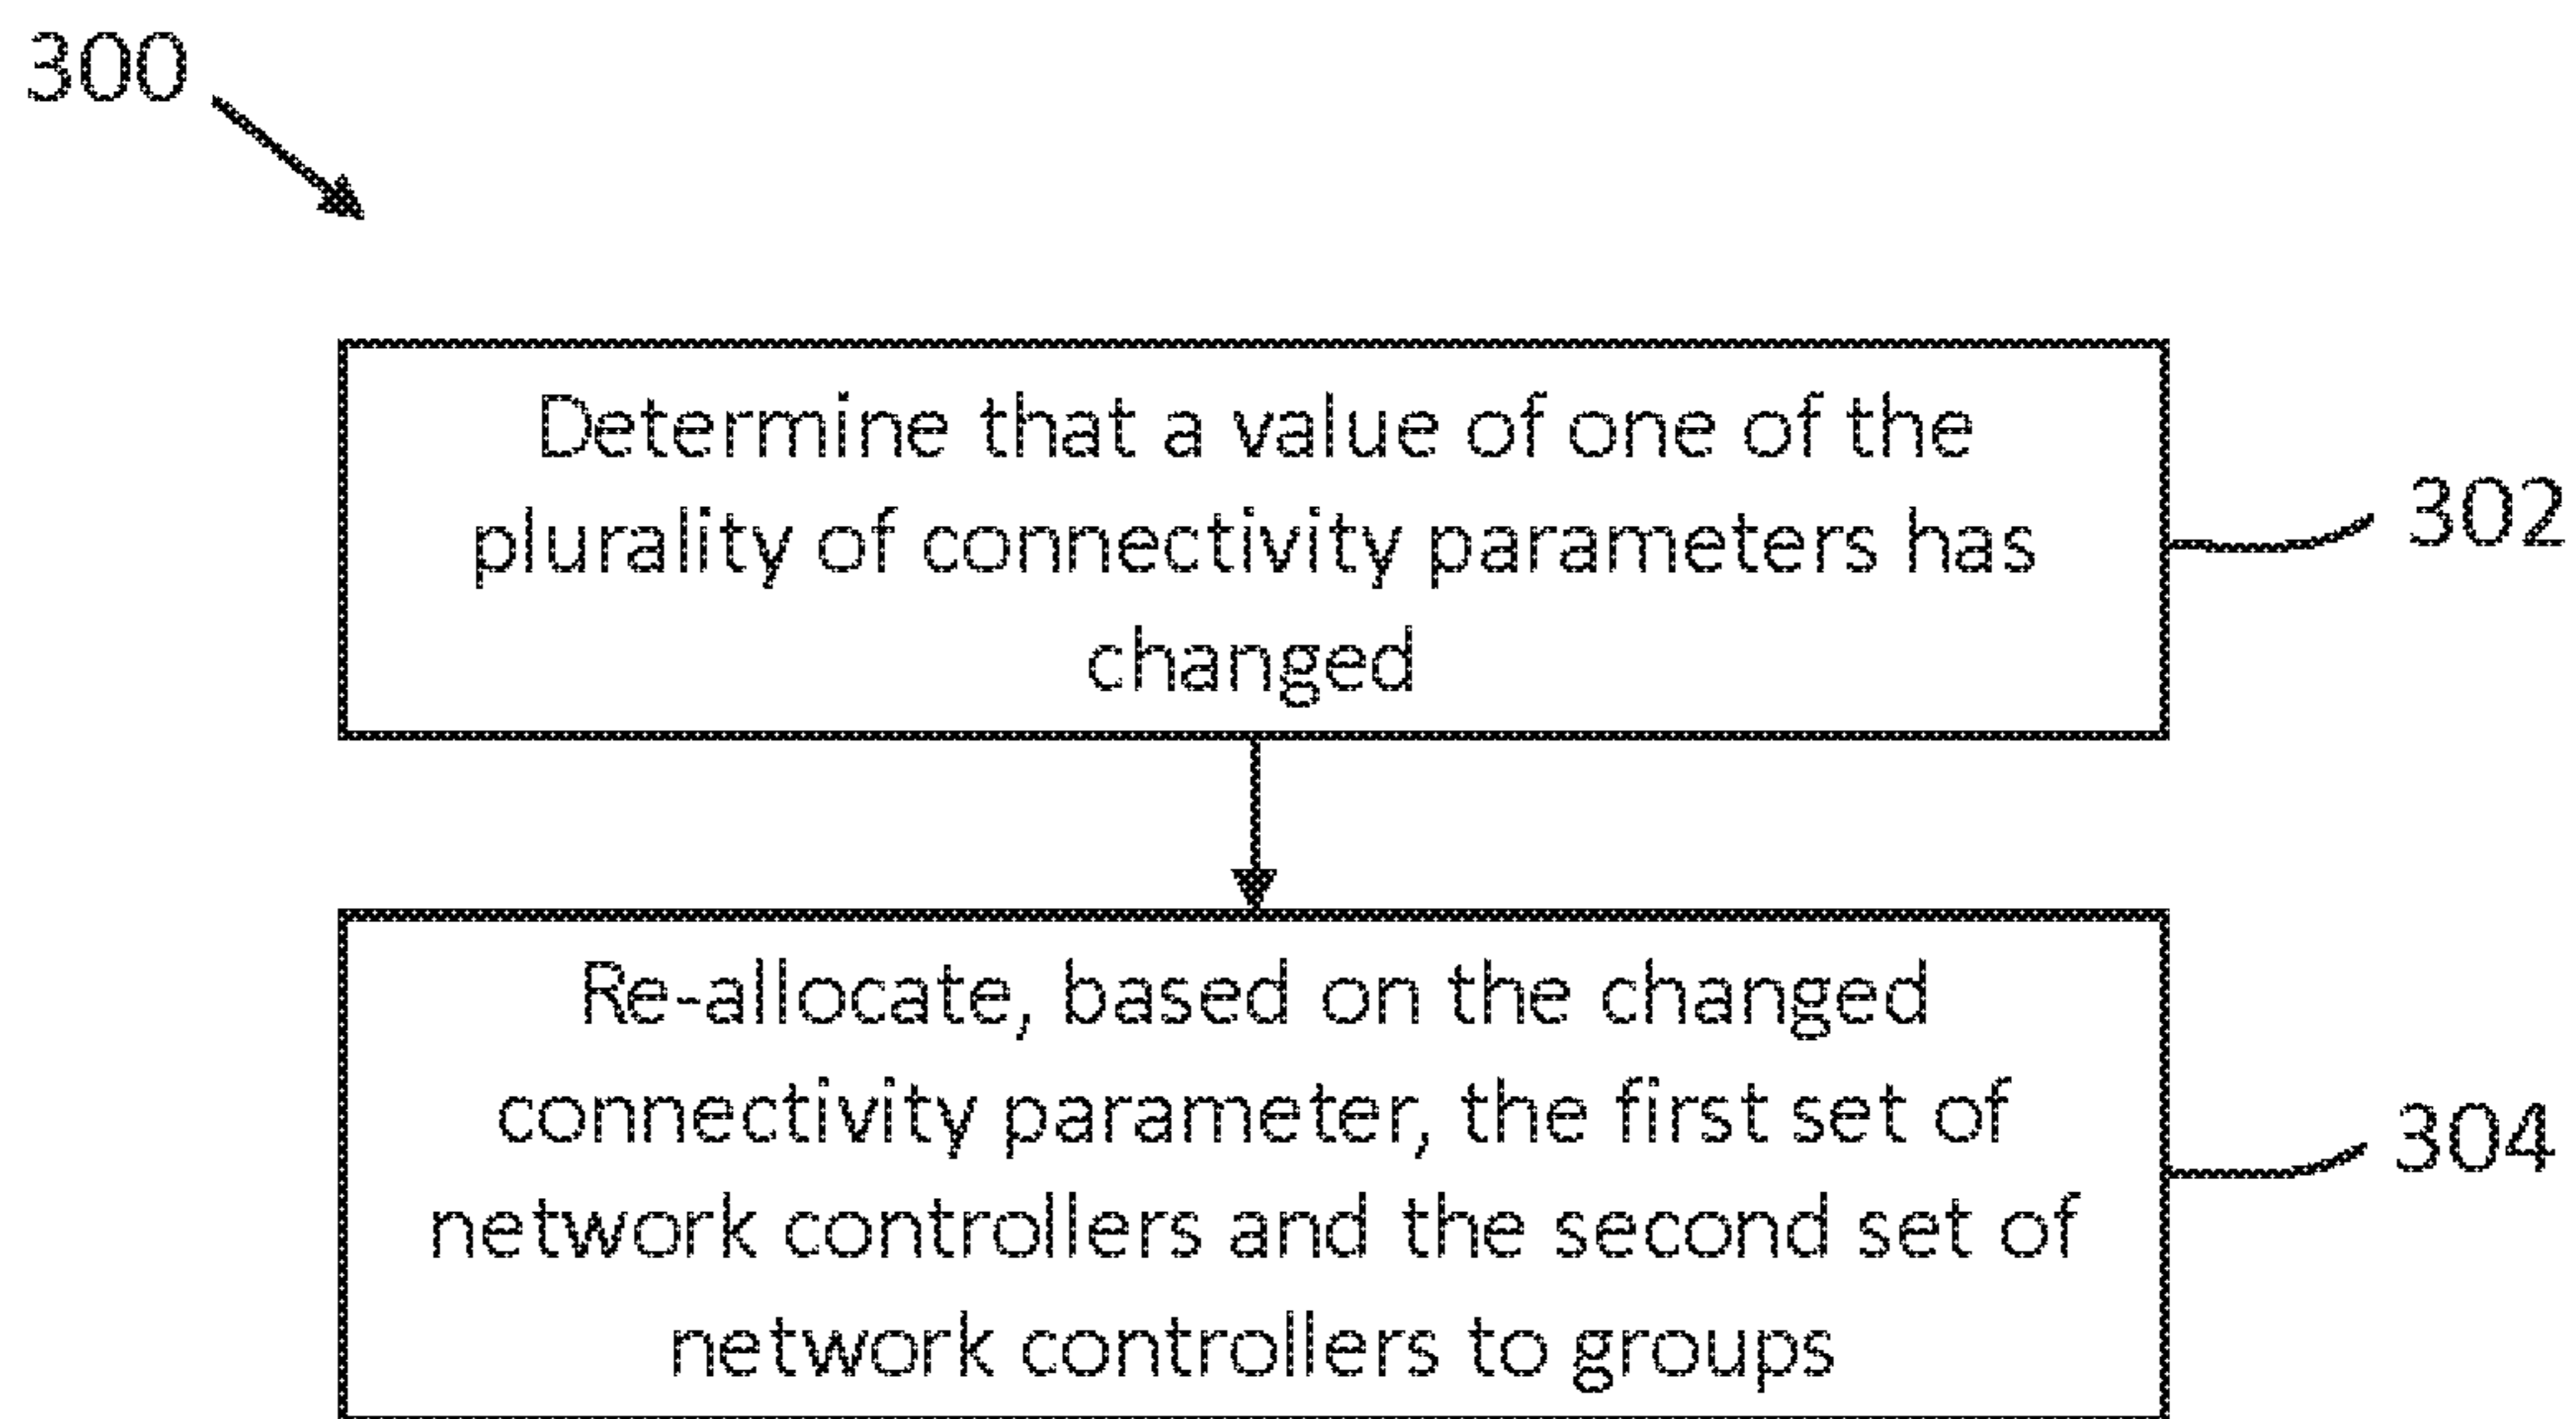 300
Determine that a value of one of the
plurality of connectivity parameters has
changed
302
Re-allocate, based on the changed
connectivity parameter, the first set of
network controllers and the second set of
network controllers to groups
304